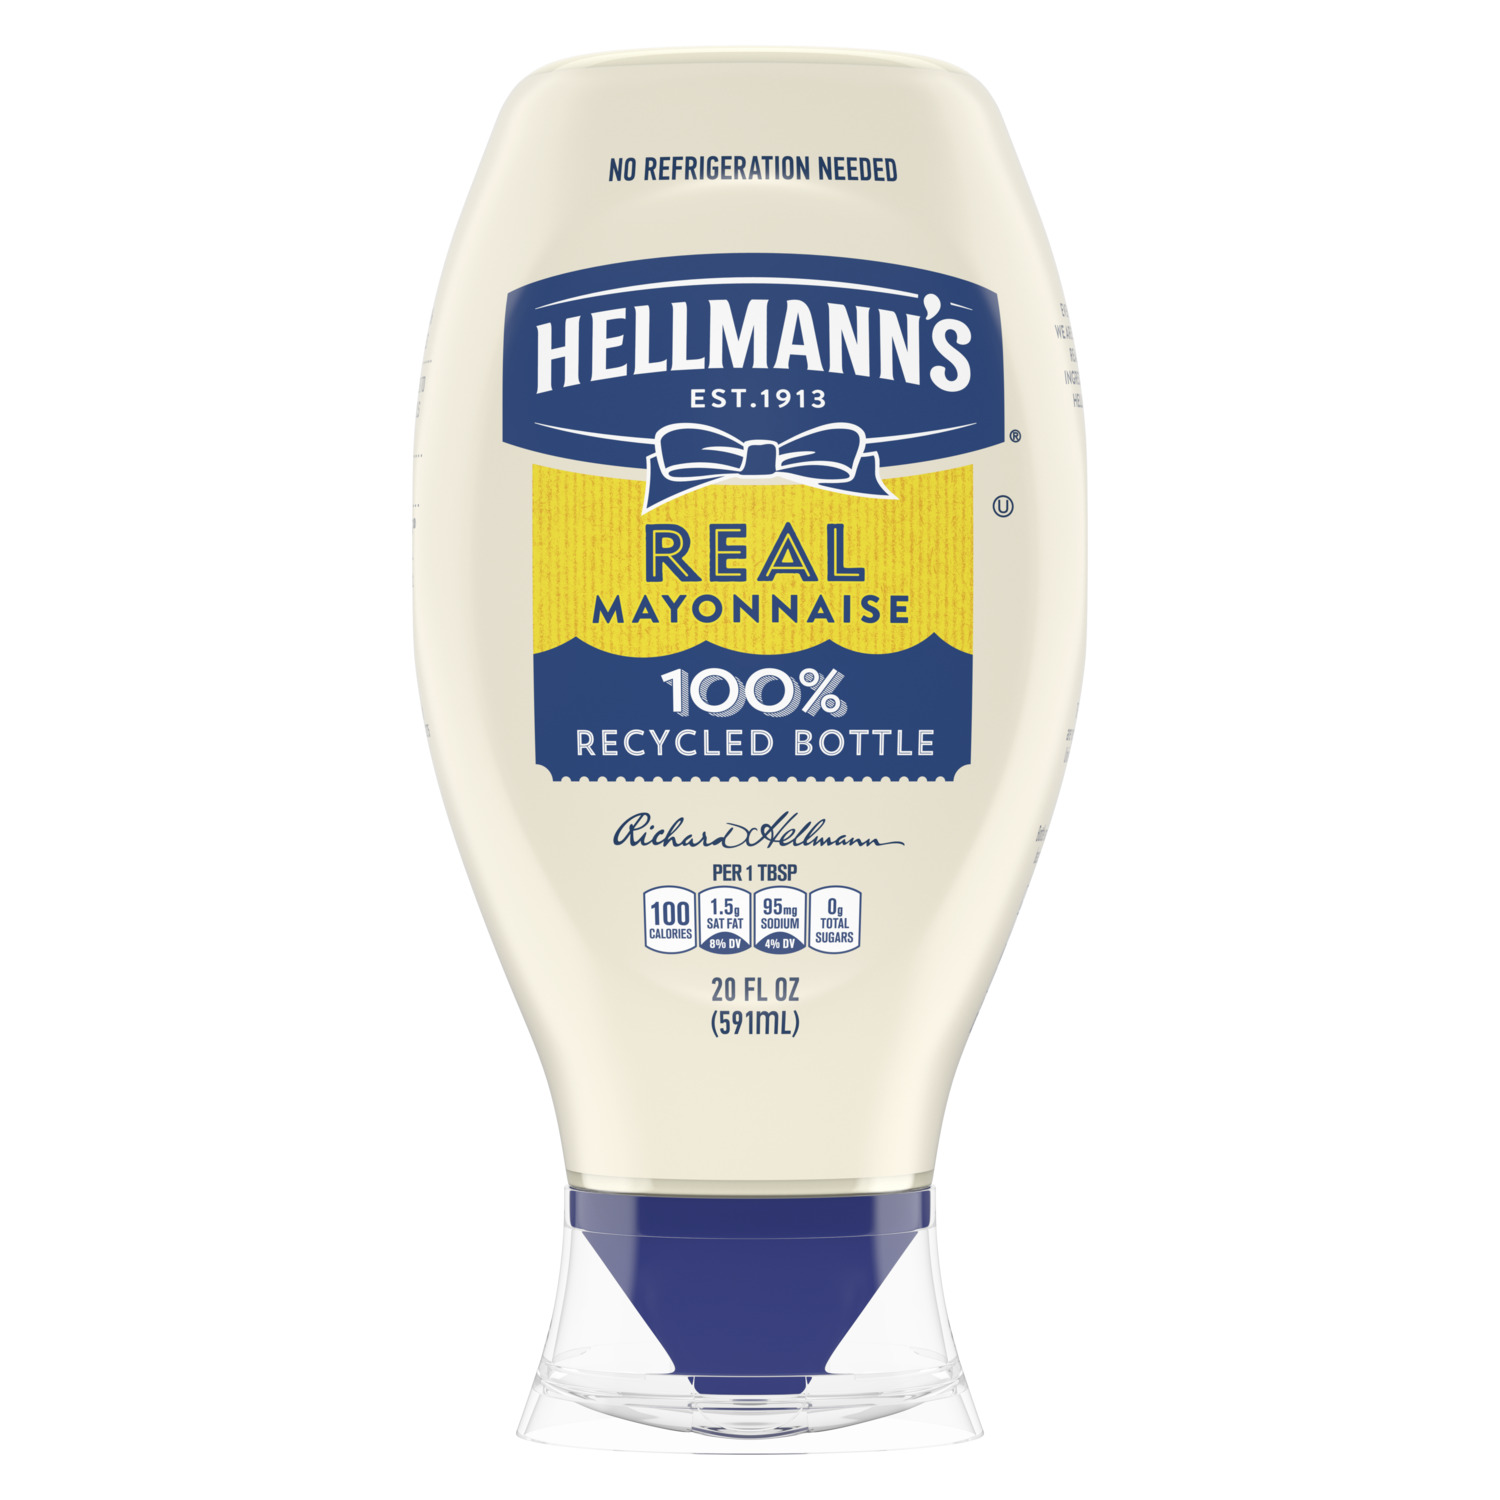 NO REFRIGERATION NEEDED
HELLMANN'S
EST.1913
®
U
REAL
MAYONNAISE
100%
RECYCLED BOTTLE
Richard Hellmann
PER 1 TBSP
100 CALORIES
1.5g SAT FAT 8% DV
95mg SODIUM 4% DV
0g TOTAL SUGARS
20 FL OZ
(591mL)